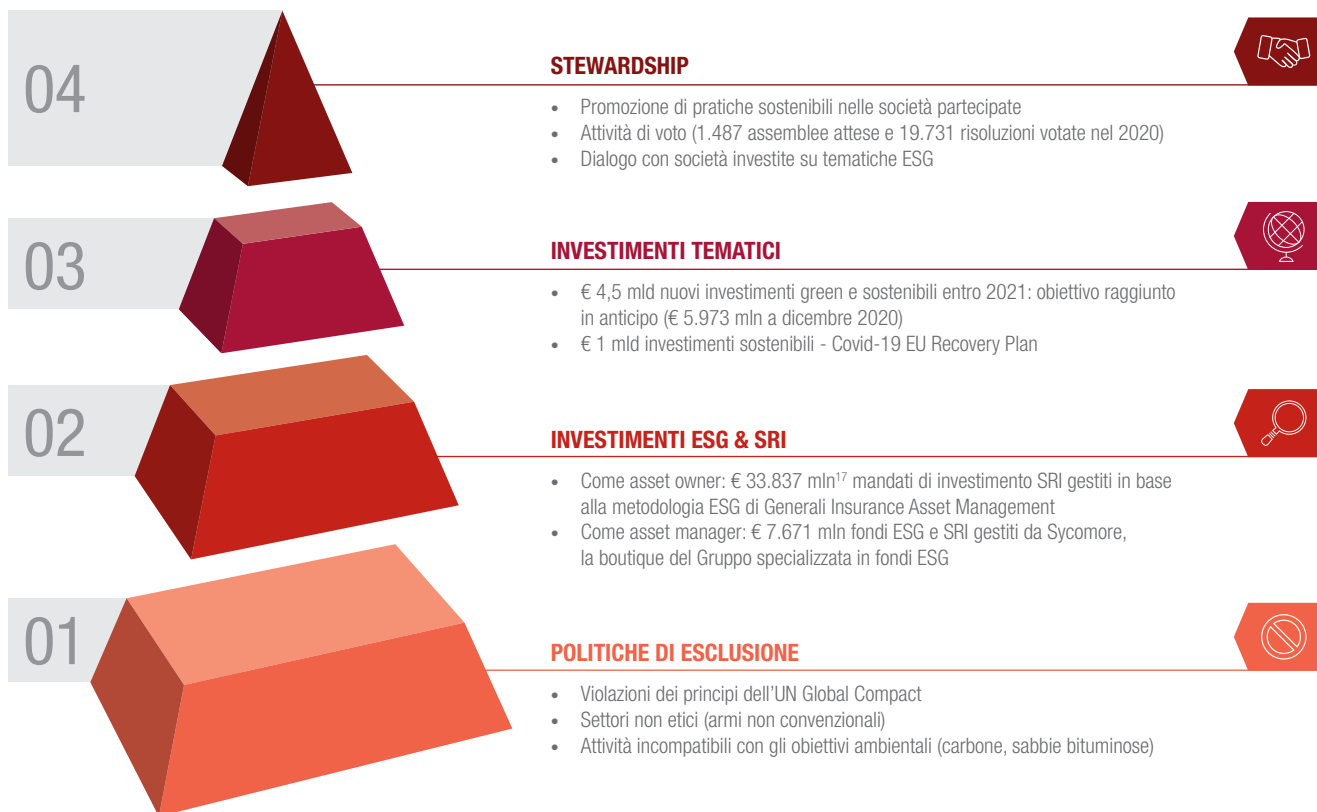 04
STEWARDSHIP
• Promozione di pratiche sostenibili nelle società partecipate
• Attività di voto (1.487 assemblee attese e 19.731 risoluzioni votate nel 2020)
• Dialogo con società investite su tematiche ESG
03
INVESTIMENTI TEMATICI
• € 4,5 mld nuovi investimenti green e sostenibili entro 2021: obiettivo raggiunto
in anticipo (€ 5.973 mln a dicembre 2020)
• € 1 mld investimenti sostenibili - Covid-19 EU Recovery Plan
02
INVESTIMENTI ESG & SRI
• Come asset owner: € 33.837 mln¹⁷ mandati di investimento SRI gestiti in base
alla metodologia ESG di Generali Insurance Asset Management
• Come asset manager: € 7.671 mln fondi ESG e SRI gestiti da Sycomore,
la boutique del Gruppo specializzata in fondi ESG
01
POLITICHE DI ESCLUSIONE
• Violazioni dei principi dell'UN Global Compact
• Settori non etici (armi non convenzionali)
• Attività incompatibili con gli obiettivi ambientali (carbone, sabbie bituminose)